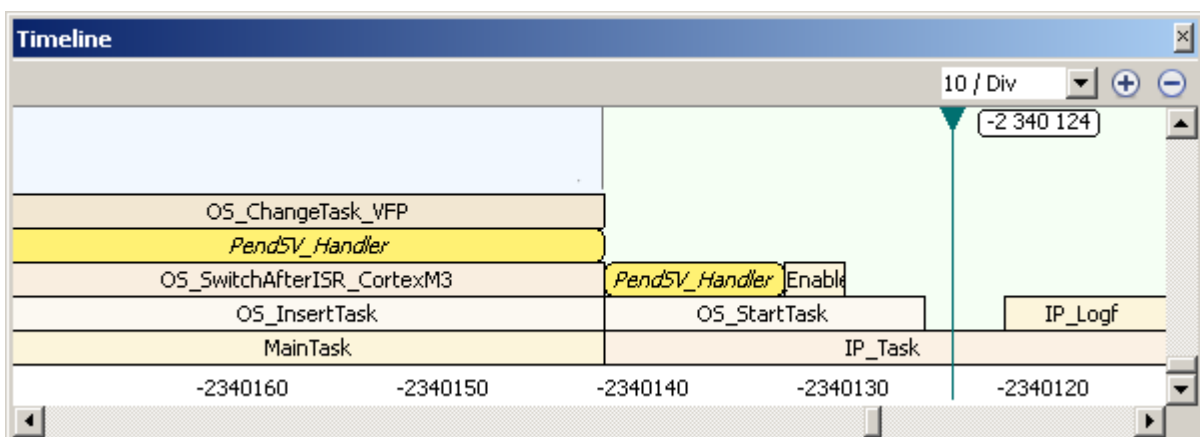 Timeline
10 / Div
-2 340 124
OS_ChangeTask_VFP
PendSV_Handler
OS_SwitchAfterISR_CortexM3 PendSV_Handler Enable
OS_InsertTask OS_StartTask IP_Logf
MainTask IP_Task
-2340160 -2340150 -2340140 -2340130 -2340120